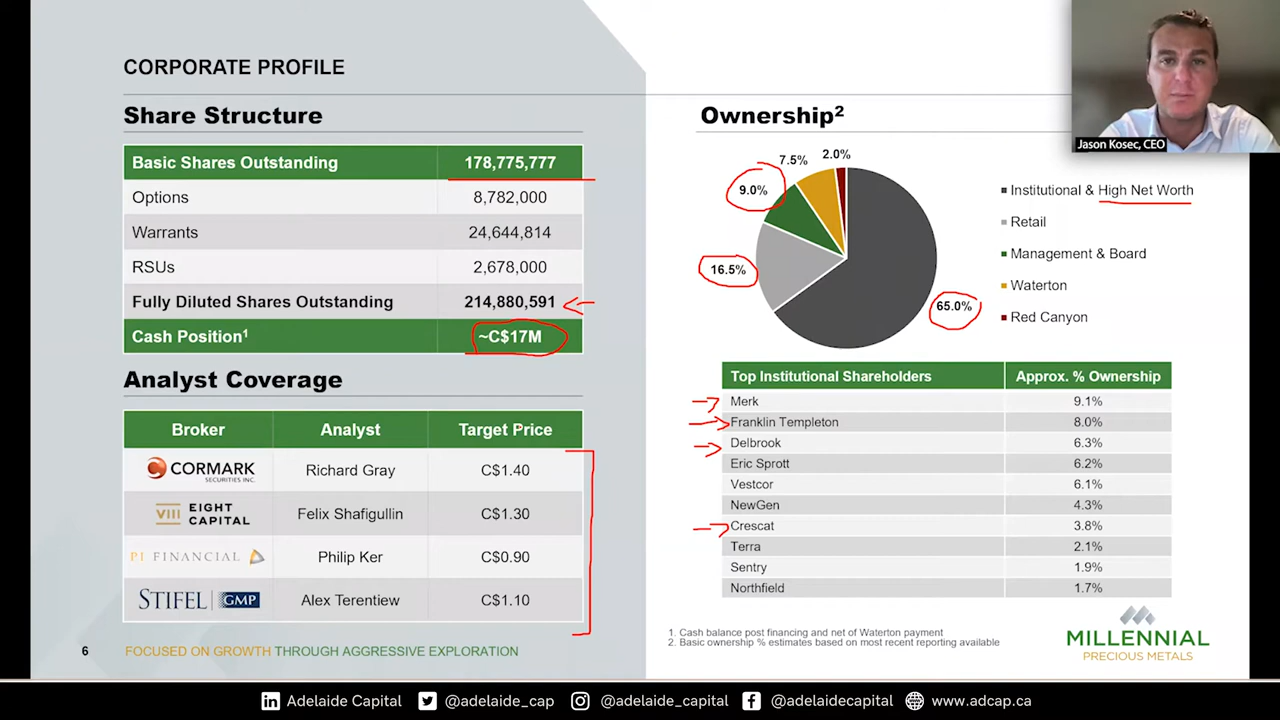 CORPORATE PROFILE
Share Structure
Basic Shares Outstanding 178,775,777
Options 8,782,000
Warrants 24,644,814
RSUs 2,678,000
Fully Diluted Shares Outstanding 214,880,591
Cash Position1 ~C$17M
Analyst Coverage
Broker Analyst Target Price
CORMARK SECURITIES INC. Richard Gray C$1.40
VIII EIGHT CAPITAL Felix Shafigullin C$1.30
PI FINANCIAL Philip Ker C$0.90
STIFEL GMP Alex Terentiew C$1.10
6 FOCUSED ON GROWTH THROUGH AGGRESSIVE EXPLORATION
Ownership2
9.0%
7.5%
2.0%
16.5%
65.0%
Institutional & High Net Worth
Retail
Management & Board
Waterton
Red Canyon
Jason Kosec, CEO
Top Institutional Shareholders Approx. % Ownership
Merk 9.1%
Franklin Templeton 8.0%
Delbrook 6.3%
Eric Sprott 6.2%
Vestcor 6.1%
NewGen 4.3%
Crescat 3.8%
Terra 2.1%
Sentry 1.9%
Northfield 1.7%
1. Cash balance post financing and net of Waterton payment
2. Basic ownership % estimates based on most recent reporting available
MILLENNIAL
PRECIOUS METALS
Adelaide Capital @adelaide_cap @adelaide_capital @adelaidecapital www.adcap.ca